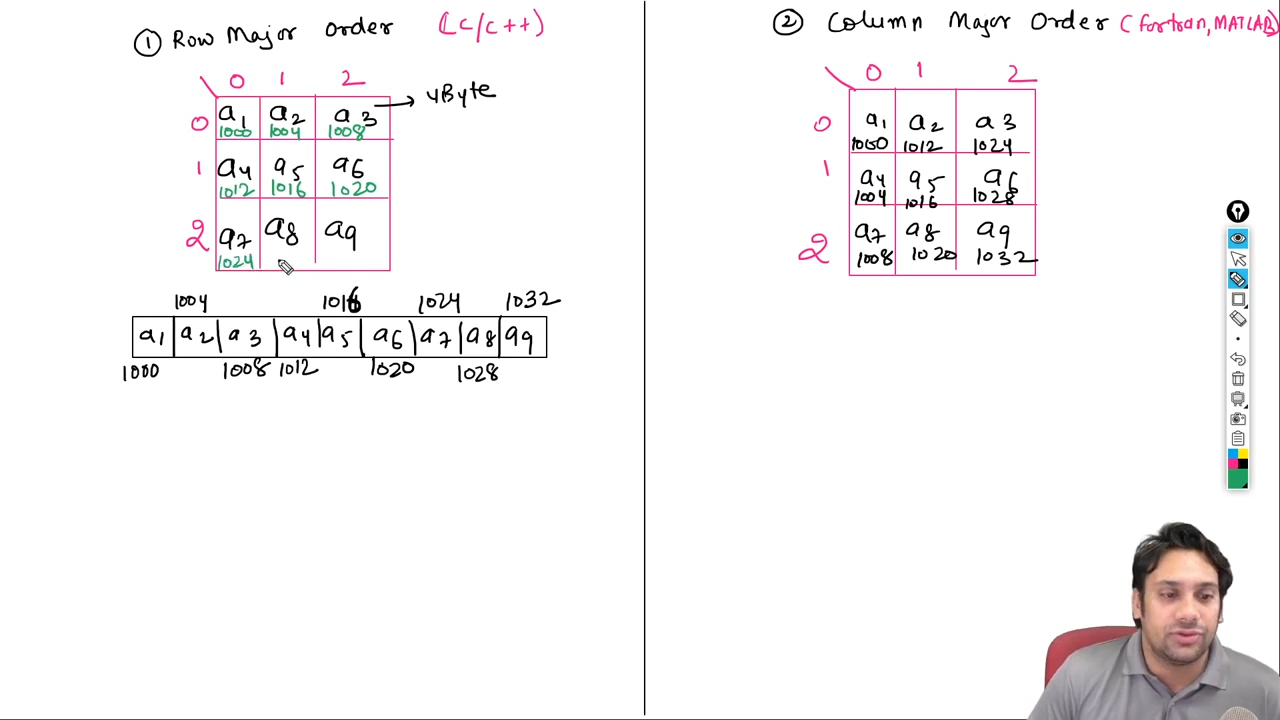 ① Row Major Order (C/C++)
0 1 2
0 a1 a2 a3 → 4Byte
1000 1004 1008
1 a4 a5 a6
1012 1016 1020
2 a7 a8 a9
1024
1004 1016 1024 1032
a1 a2 a3 a4 a5 a6 a7 a8 a9
1000 1008 1012 1020 1028
② Column Major Order (Fortran, MATLAB)
0 1 2
0 a1 a2 a3
1000 1012 1024
1 a4 a5 a6
1004 1016 1028
2 a7 a8 a9
1008 1020 1032